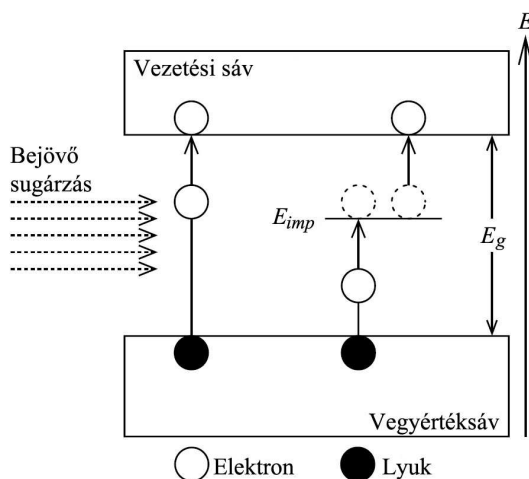 E
Vezetési sáv
Bejövő
sugárzás
E_imp
E_g
Vegyértéksáv
Elektron
Lyuk